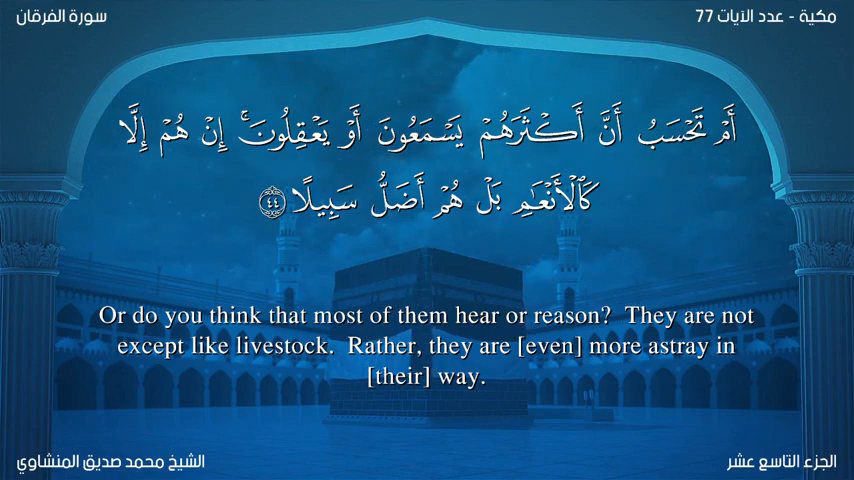 مكية - عدد الآيات 77
سورة الفرقان
أَمْ تَحْسَبُ أَنَّ أَكْثَرَهُمْ يَسْمَعُونَ أَوْ يَعْقِلُونَ ۚ إِنْ هُمْ إِلَّا
كَٱلْأَنْعَـٰمِ بَلْ هُمْ أَضَلُّ سَبِيلًا ٤٤
Or do you think that most of them hear or reason?  They are not
except like livestock.  Rather, they are [even] more astray in
[their] way.
الجزء التاسع عشر
الشيخ محمد صديق المنشاوي